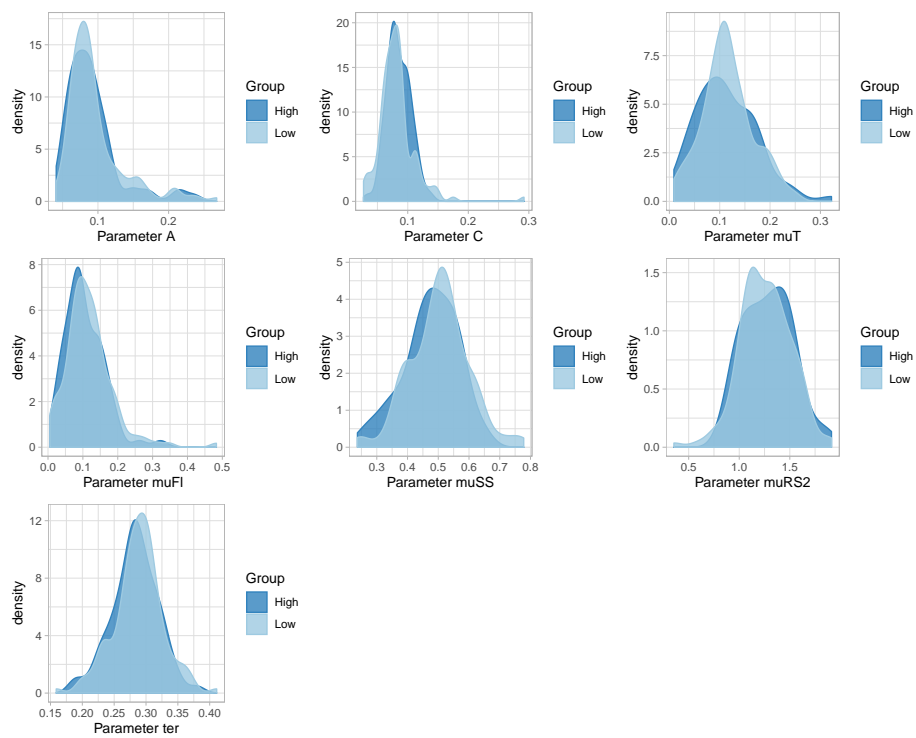 density
15
10
5
0
0.1 0.2
Parameter A
Group
High
Low
density
20
15
10
5
0
0.1 0.2 0.3
Parameter C
Group
High
Low
density
7.5
5.0
2.5
0.0
0.0 0.1 0.2 0.3
Parameter muT
Group
High
Low
density
8
6
4
2
0
0.0 0.1 0.2 0.3 0.4 0.5
Parameter muFI
Group
High
Low
density
5
4
3
2
1
0
0.3 0.4 0.5 0.6 0.7 0.8
Parameter muSS
Group
High
Low
density
1.5
1.0
0.5
0.0
0.5 1.0 1.5
Parameter muRS2
Group
High
Low
density
12
8
4
0
0.15 0.20 0.25 0.30 0.35 0.40
Parameter ter
Group
High
Low